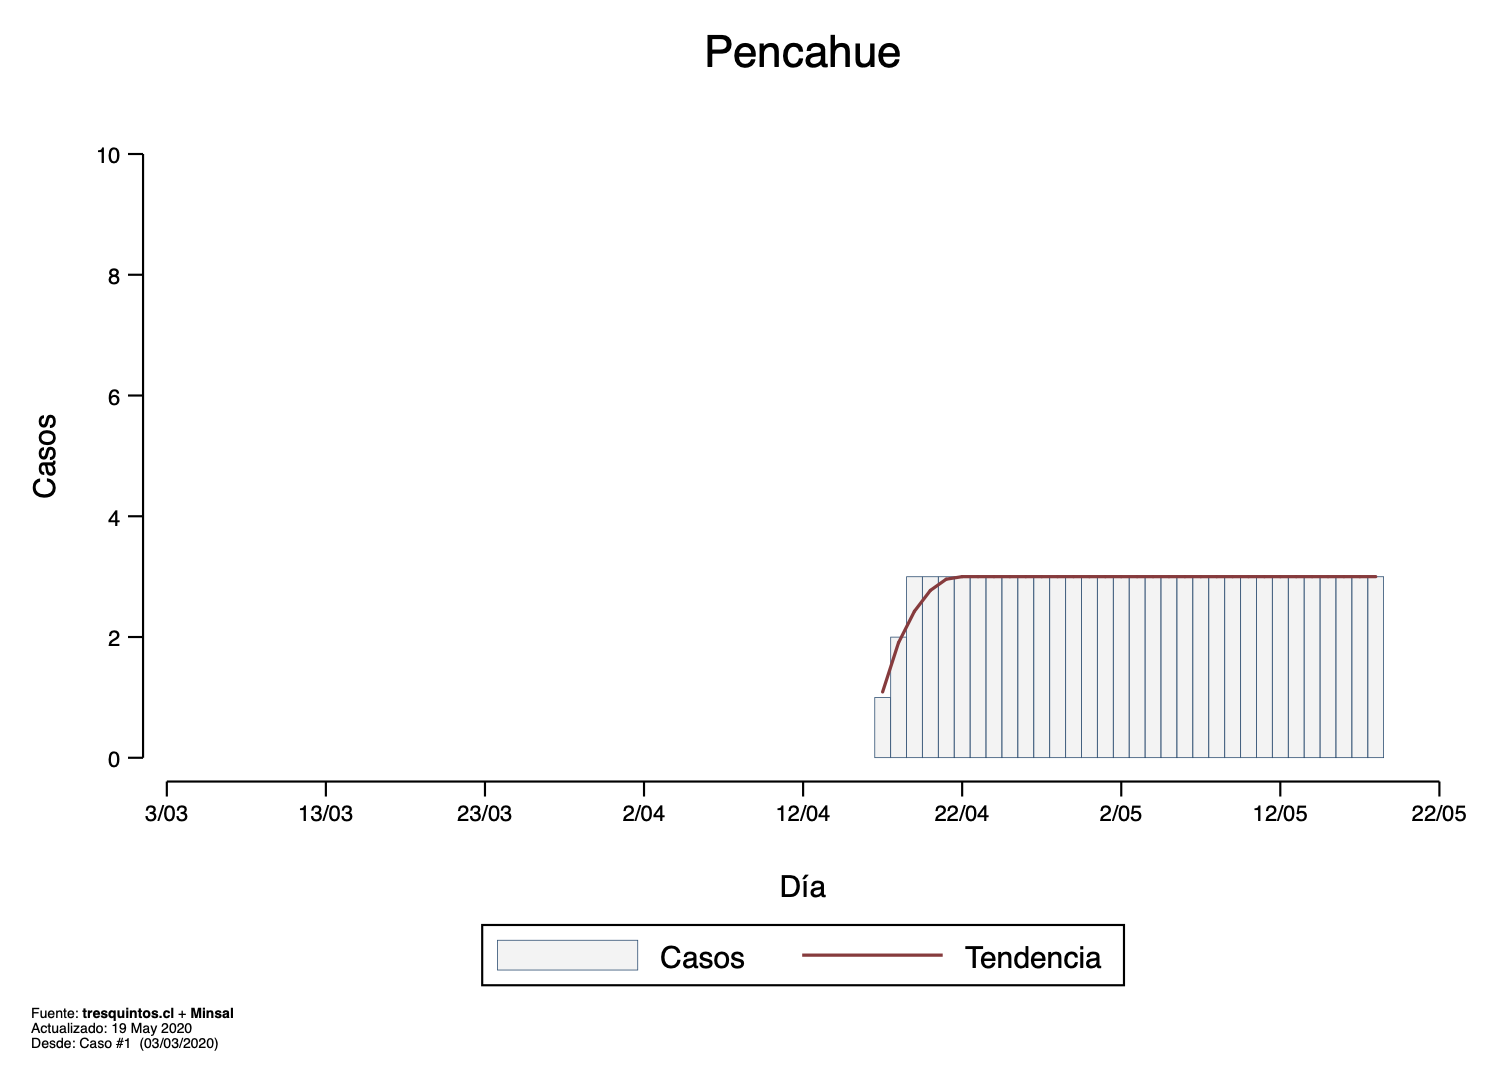 Pencahue
10
8
6
4
2
0
Casos
3/03 13/03 23/03 2/04 12/04 22/04 2/05 12/05 22/05
Día
Casos Tendencia
Fuente: tresquintos.cl + Minsal
Actualizado: 19 May 2020
Desde: Caso #1 (03/03/2020)